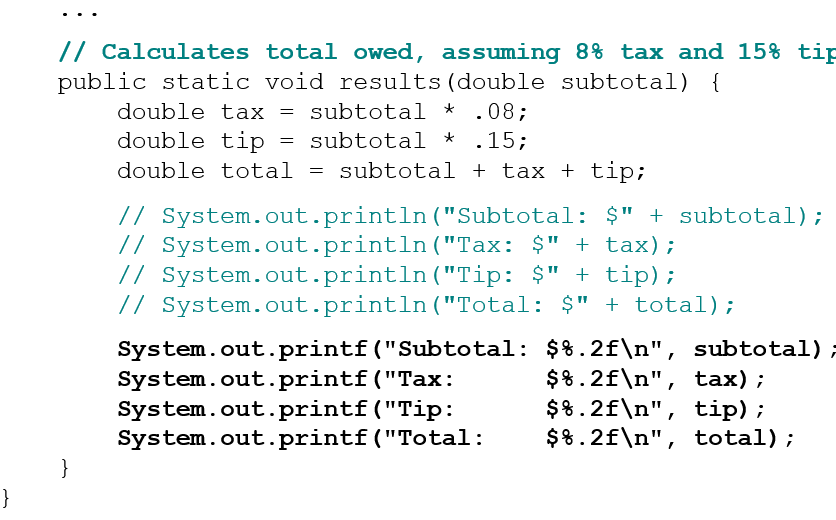 ...
// Calculates total owed, assuming 8% tax and 15% tip
public static void results(double subtotal) {
double tax = subtotal * .08;
double tip = subtotal * .15;
double total = subtotal + tax + tip;
// System.out.println("Subtotal: $" + subtotal);
// System.out.println("Tax: $" + tax);
// System.out.println("Tip: $" + tip);
// System.out.println("Total: $" + total);
System.out.printf("Subtotal: $%.2f\n", subtotal);
System.out.printf("Tax:      $%.2f\n", tax);
System.out.printf("Tip:      $%.2f\n", tip);
System.out.printf("Total:    $%.2f\n", total);
}
}